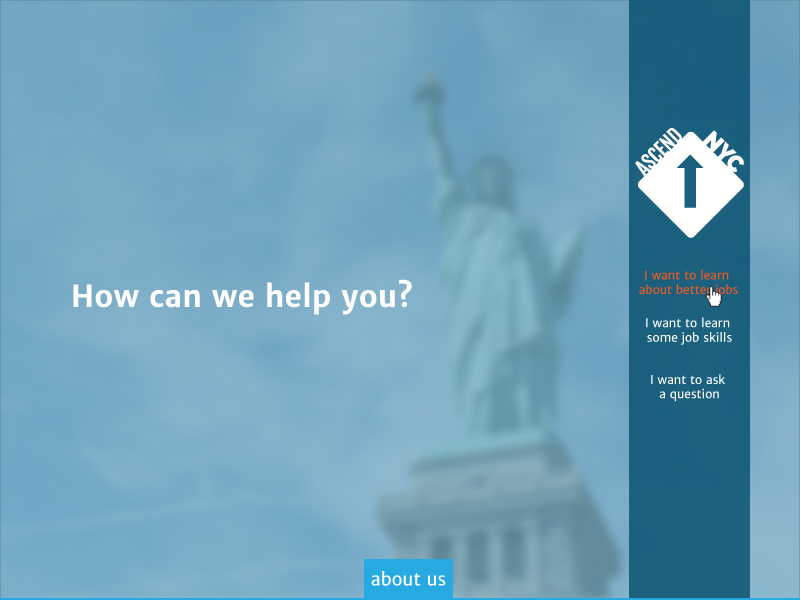 ASCEND NYC
How can we help you?
I want to learn
about better jobs
I want to learn
some job skills
I want to ask
a question
about us